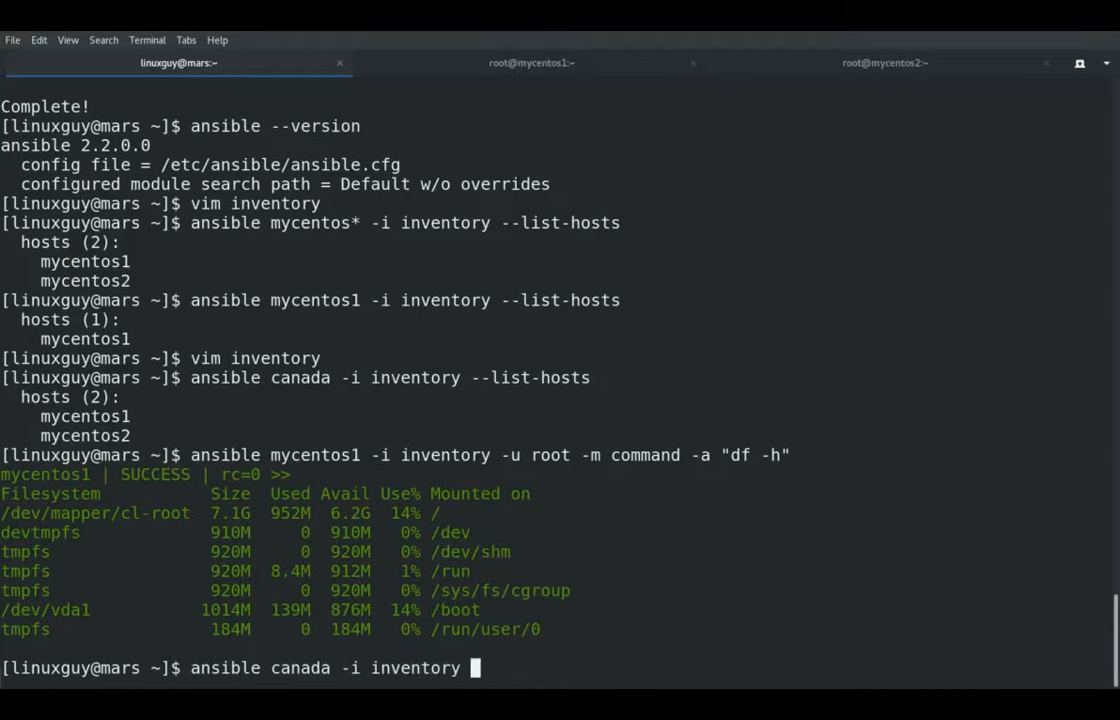 File Edit View Search Terminal Tabs Help
linuxguy@mars:~ × root@mycentos1:~ × root@mycentos2:~ ×
Complete!
[linuxguy@mars ~]$ ansible --version
ansible 2.2.0.0
  config file = /etc/ansible/ansible.cfg
  configured module search path = Default w/o overrides
[linuxguy@mars ~]$ vim inventory
[linuxguy@mars ~]$ ansible mycentos* -i inventory --list-hosts
  hosts (2):
    mycentos1
    mycentos2
[linuxguy@mars ~]$ ansible mycentos1 -i inventory --list-hosts
  hosts (1):
    mycentos1
[linuxguy@mars ~]$ vim inventory
[linuxguy@mars ~]$ ansible canada -i inventory --list-hosts
  hosts (2):
    mycentos1
    mycentos2
[linuxguy@mars ~]$ ansible mycentos1 -i inventory -u root -m command -a "df -h"
mycentos1 | SUCCESS | rc=0 >>
Filesystem           Size  Used Avail Use% Mounted on
/dev/mapper/cl-root  7.1G  952M  6.2G  14% /
devtmpfs             910M     0  910M   0% /dev
tmpfs                920M     0  920M   0% /dev/shm
tmpfs                920M  8.4M  912M   1% /run
tmpfs                920M     0  920M   0% /sys/fs/cgroup
/dev/vda1           1014M  139M  876M  14% /boot
tmpfs                184M     0  184M   0% /run/user/0
[linuxguy@mars ~]$ ansible canada -i inventory